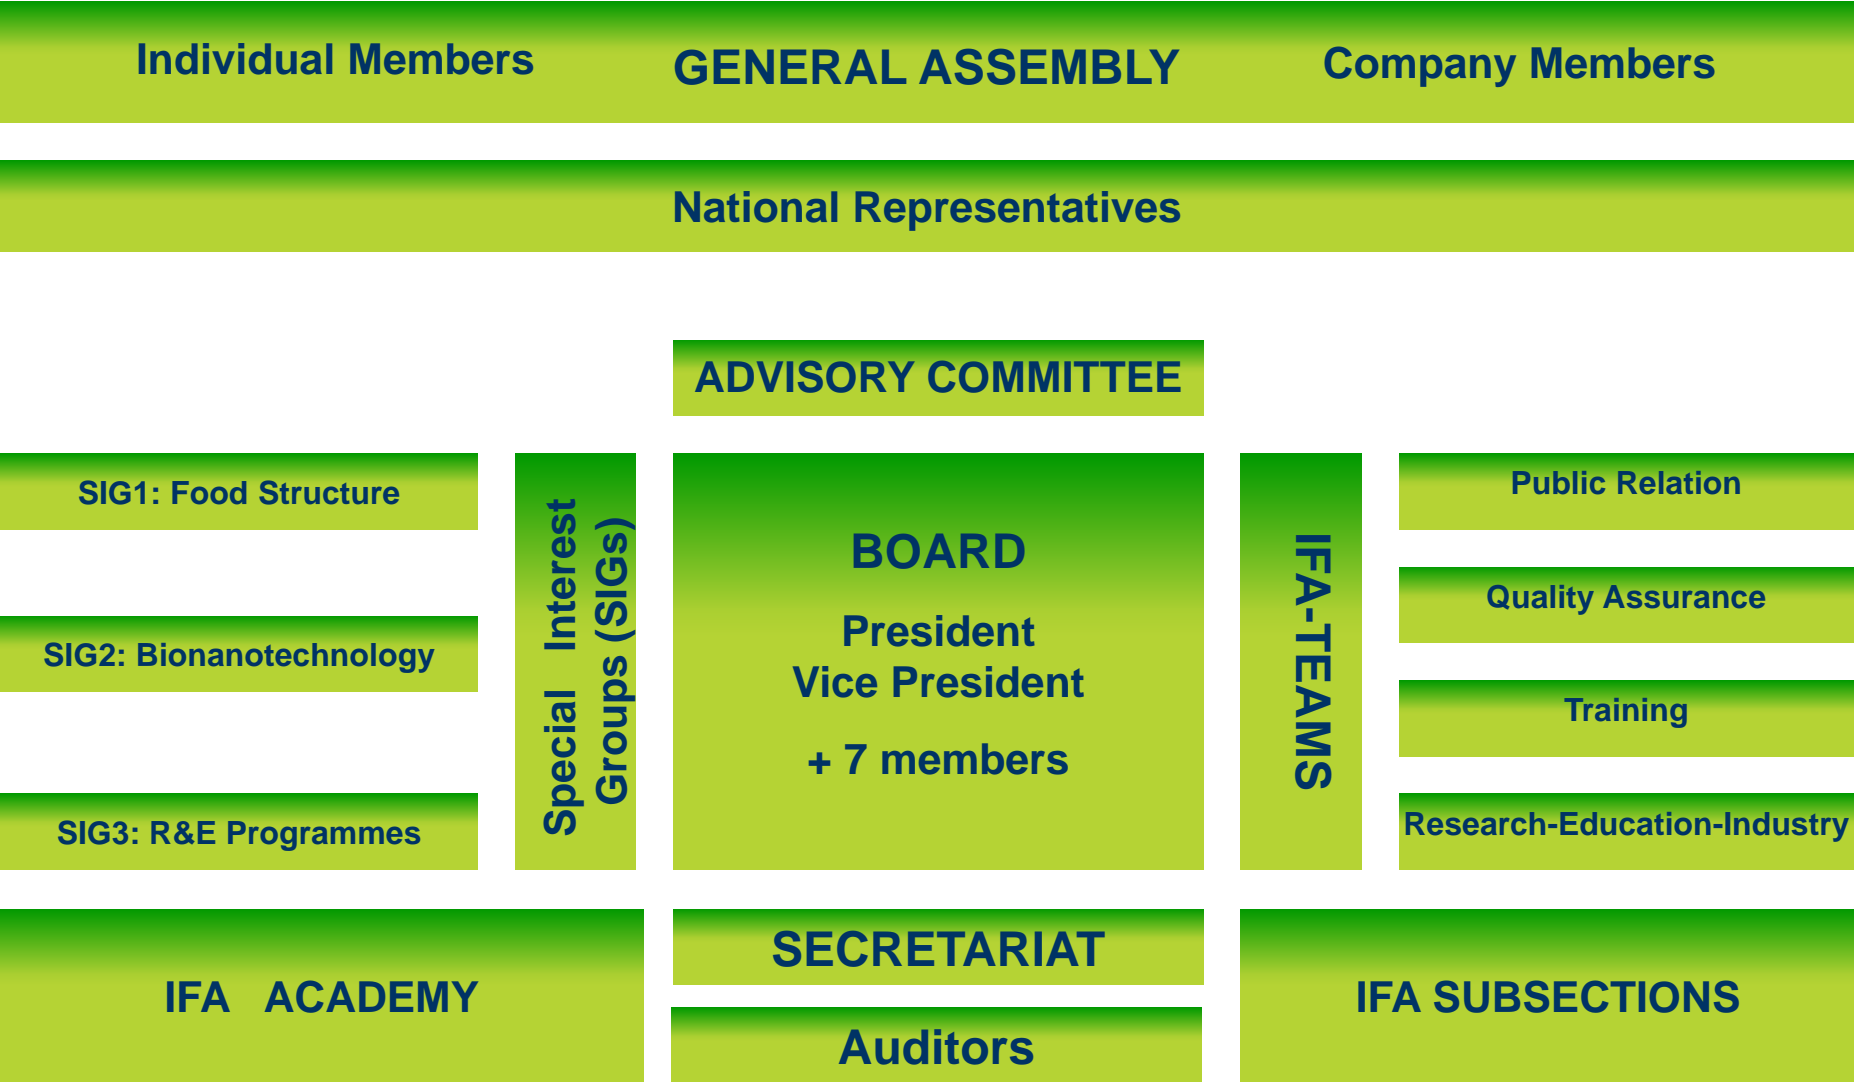 Individual Members
GENERAL ASSEMBLY
Company Members
National Representatives
ADVISORY COMMITTEE
SIG1: Food Structure
SIG2: Bionanotechnology
SIG3: R&E Programmes
Special Interest
Groups (SIGs)
BOARD
President
Vice President
+ 7 members
IFA-TEAMS
Public Relation
Quality Assurance
Training
Research-Education-Industry
IFA ACADEMY
SECRETARIAT
Auditors
IFA SUBSECTIONS